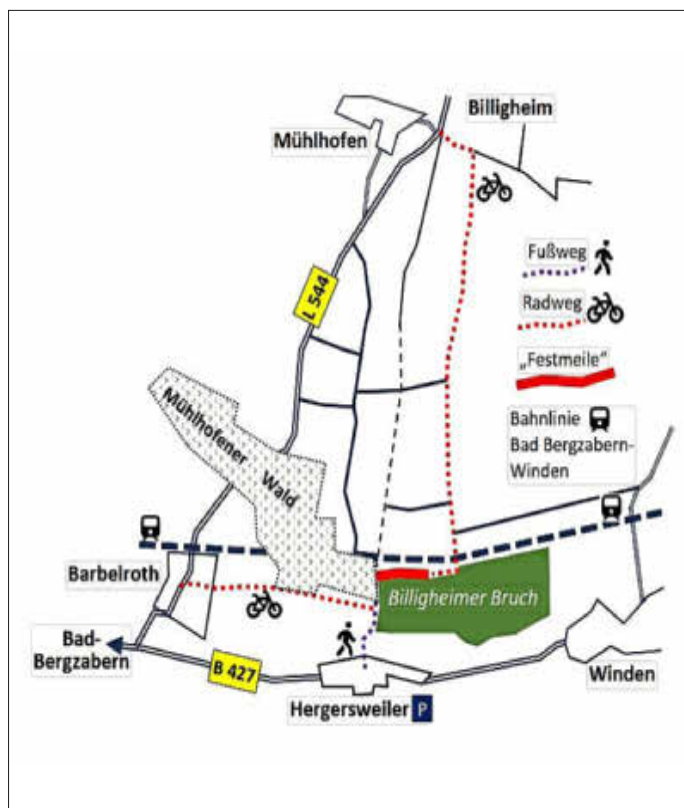 Billigheim
Mühlhofen
Fußweg
Radweg
„Festmeile“
L 544
Bahnlinie
Bad Bergzabern-
Winden
Mühlhofener
Wald
Barbelroth
Billigheimer Bruch
Bad-
Bergzabern
B 427
Winden
Hergersweiler P